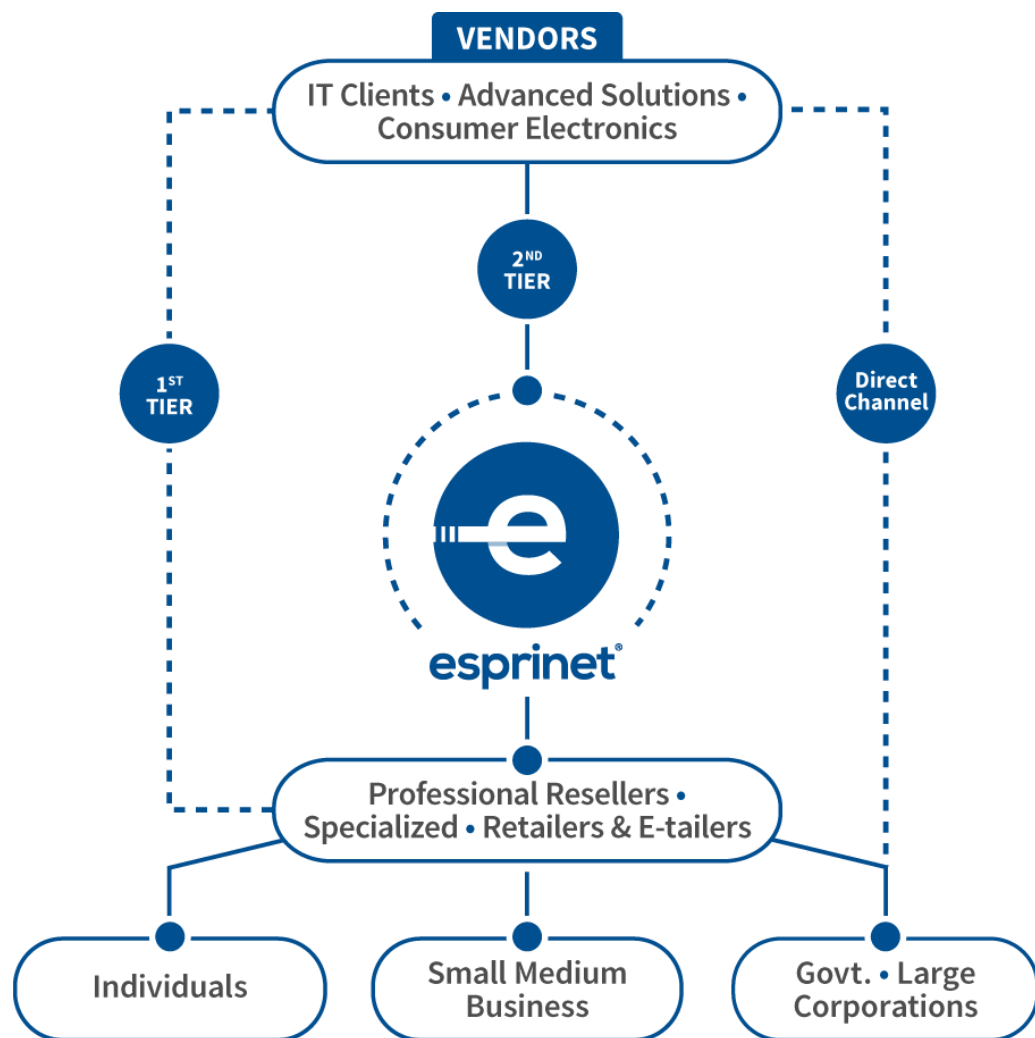 VENDORS
IT Clients • Advanced Solutions •
Consumer Electronics
2ND
TIER
1ST
TIER
Direct
Channel
e
esprinet®
Professional Resellers •
Specialized • Retailers & E-tailers
Individuals
Small Medium
Business
Govt. • Large
Corporations